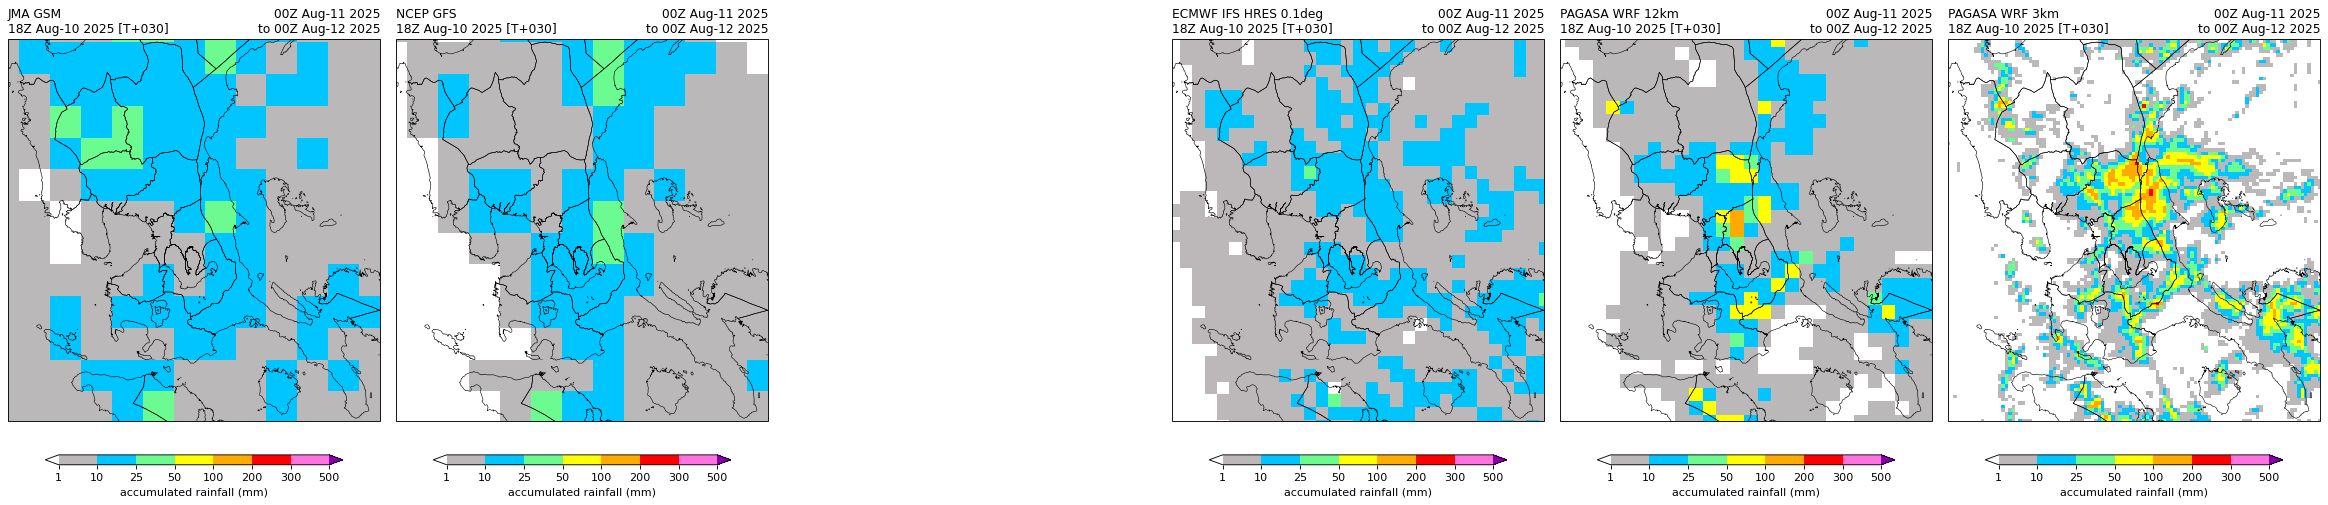 JMA GSM 00Z Aug-11 2025
18Z Aug-10 2025 [T+030] to 00Z Aug-12 2025
NCEP GFS 00Z Aug-11 2025
18Z Aug-10 2025 [T+030] to 00Z Aug-12 2025
ECMWF IFS HRES 0.1deg 00Z Aug-11 2025
18Z Aug-10 2025 [T+030] to 00Z Aug-12 2025
PAGASA WRF 12km 00Z Aug-11 2025
18Z Aug-10 2025 [T+030] to 00Z Aug-12 2025
PAGASA WRF 3km 00Z Aug-11 2025
18Z Aug-10 2025 [T+030] to 00Z Aug-12 2025
1 10 25 50 100 200 300 500
accumulated rainfall (mm)
1 10 25 50 100 200 300 500
accumulated rainfall (mm)
1 10 25 50 100 200 300 500
accumulated rainfall (mm)
1 10 25 50 100 200 300 500
accumulated rainfall (mm)
1 10 25 50 100 200 300 500
accumulated rainfall (mm)